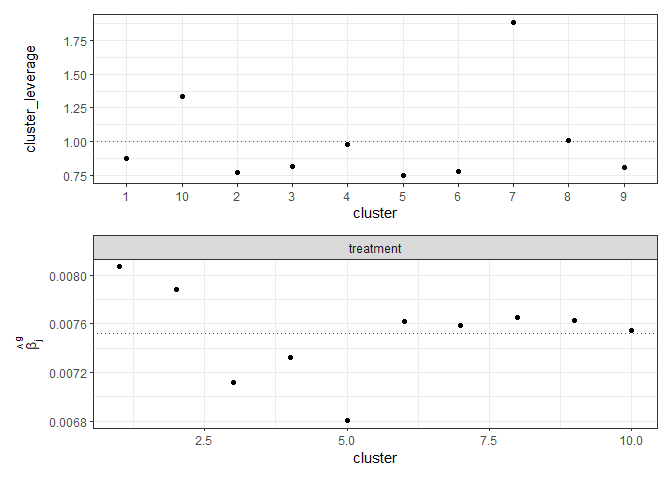 cluster_leverage
1.75
1.50
1.25
1.00
0.75
1 10 2 3 4 5 6 7 8 9
cluster
treatment
β̂ᵍⱼ
0.0080
0.0076
0.0072
0.0068
2.5 5.0 7.5 10.0
cluster